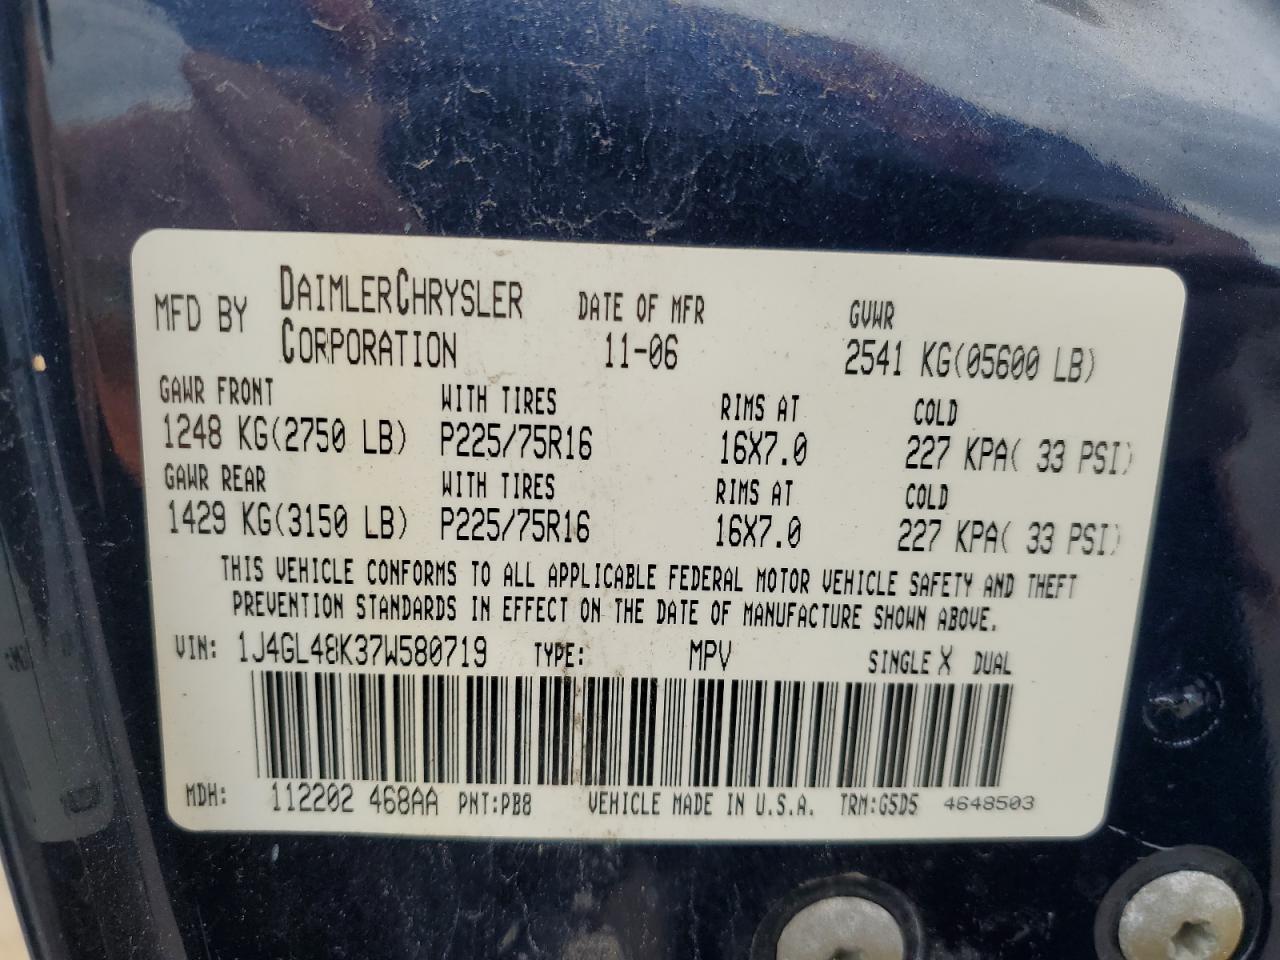 MFD BY DAIMLERCHRYSLER CORPORATION DATE OF MFR 11-06 GVWR 2541 KG(05600 LB)
GAWR FRONT WITH TIRES RIMS AT COLD
1248 KG(2750 LB) P225/75R16 16X7.0 227 KPA( 33 PSI)
GAWR REAR WITH TIRES RIMS AT COLD
1429 KG(3150 LB) P225/75R16 16X7.0 227 KPA( 33 PSI)
THIS VEHICLE CONFORMS TO ALL APPLICABLE FEDERAL MOTOR VEHICLE SAFETY AND THEFT
PREVENTION STANDARDS IN EFFECT ON THE DATE OF MANUFACTURE SHOWN ABOVE.
VIN: 1J4GL48K37W580719 TYPE: MPV SINGLE X DUAL
MDH: 112202 468AA PNT:PB8 VEHICLE MADE IN U.S.A. TRM:G5D5 4648503